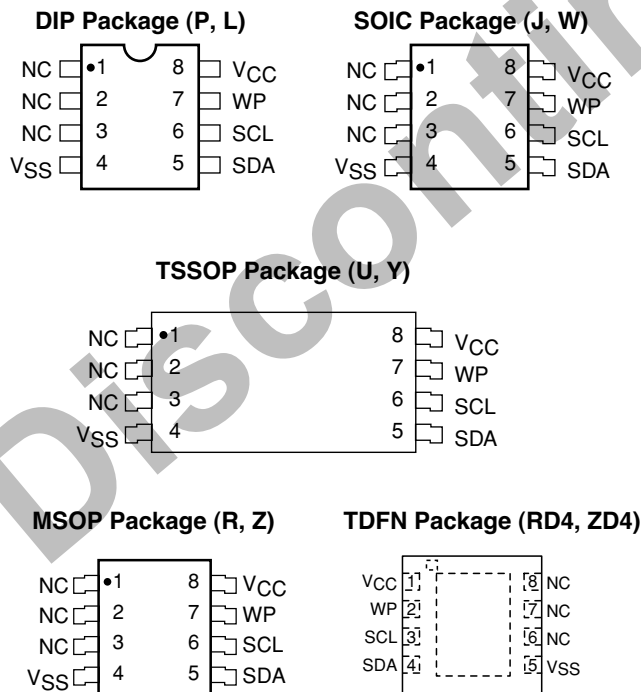 DIP Package (P, L)
NC 1 8 VCC
NC 2 7 WP
NC 3 6 SCL
VSS 4 5 SDA
SOIC Package (J, W)
NC 1 8 VCC
NC 2 7 WP
NC 3 6 SCL
VSS 4 5 SDA
TSSOP Package (U, Y)
NC 1 8 VCC
NC 2 7 WP
NC 3 6 SCL
VSS 4 5 SDA
MSOP Package (R, Z)
NC 1 8 VCC
NC 2 7 WP
NC 3 6 SCL
VSS 4 5 SDA
TDFN Package (RD4, ZD4)
VCC 1 8 NC
WP 2 7 NC
SCL 3 6 NC
SDA 4 5 VSS
Discontin